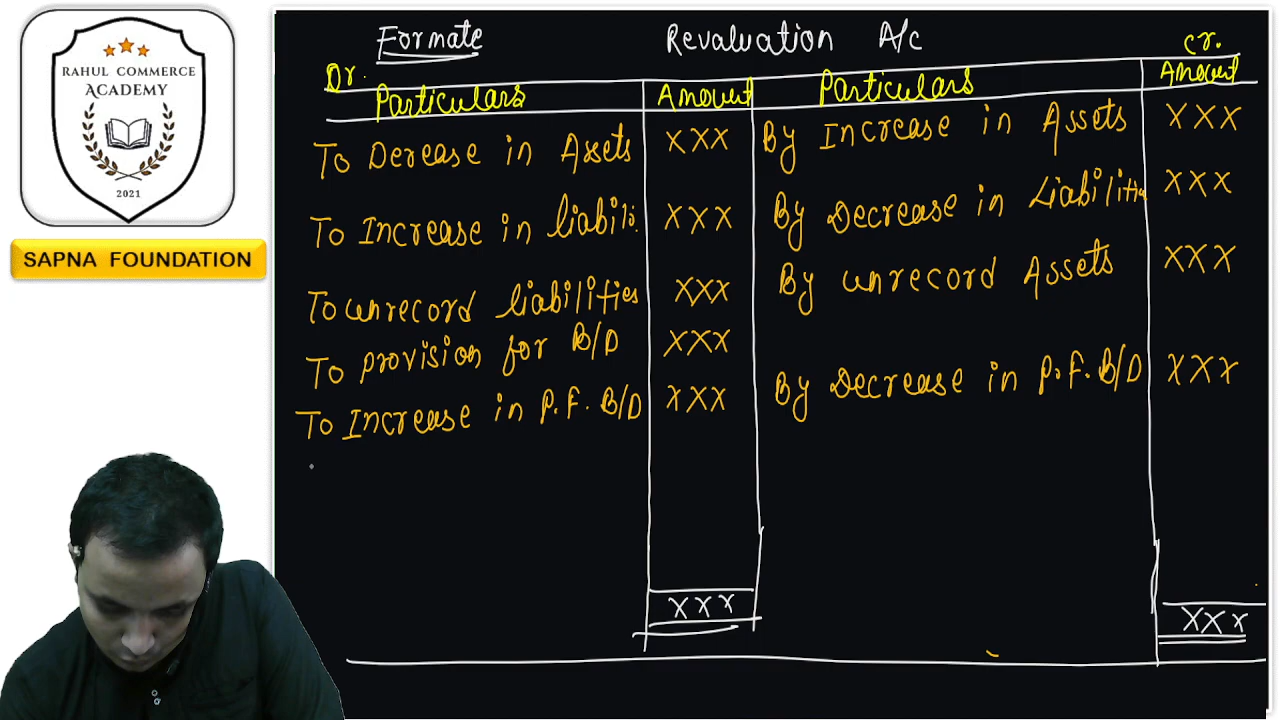 RAHUL COMMERCE
ACADEMY
2021
SAPNA FOUNDATION
Formate
Revaluation A/c
Dr.
Cr.
Particulars Amount Particulars Amount
To Derease in Assets XXX By Increase in Assets XXX
To Increase in liabili. XXX By Decrease in Liabilities XXX
To unrecord liabilities XXX By unrecord Assets XXX
To provision for B/D XXX
To Increase in P.F. B/D XXX By Decrease in P.F. B/D XXX
XXX XXX